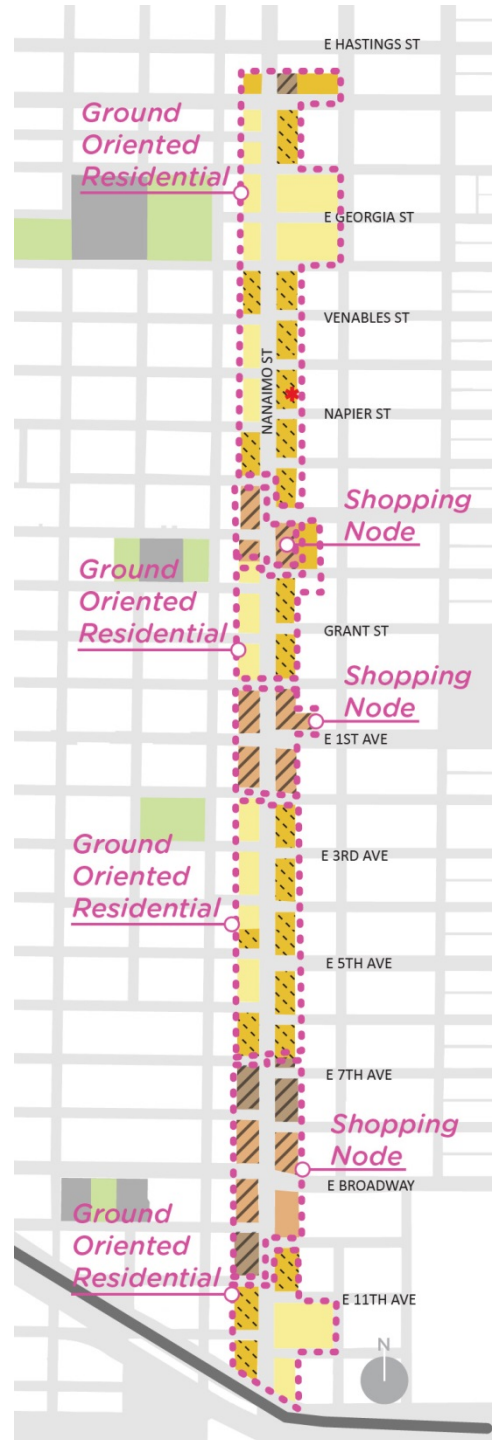 E HASTINGS ST
Ground
Oriented
Residential
E GEORGIA ST
VENABLES ST
NANAIMO ST
NAPIER ST
Shopping
Node
Ground
Oriented
Residential
GRANT ST
Shopping
Node
E 1ST AVE
Ground
Oriented
Residential
E 3RD AVE
E 5TH AVE
E 7TH AVE
Shopping
Node
E BROADWAY
Ground
Oriented
Residential
E 11TH AVE
N